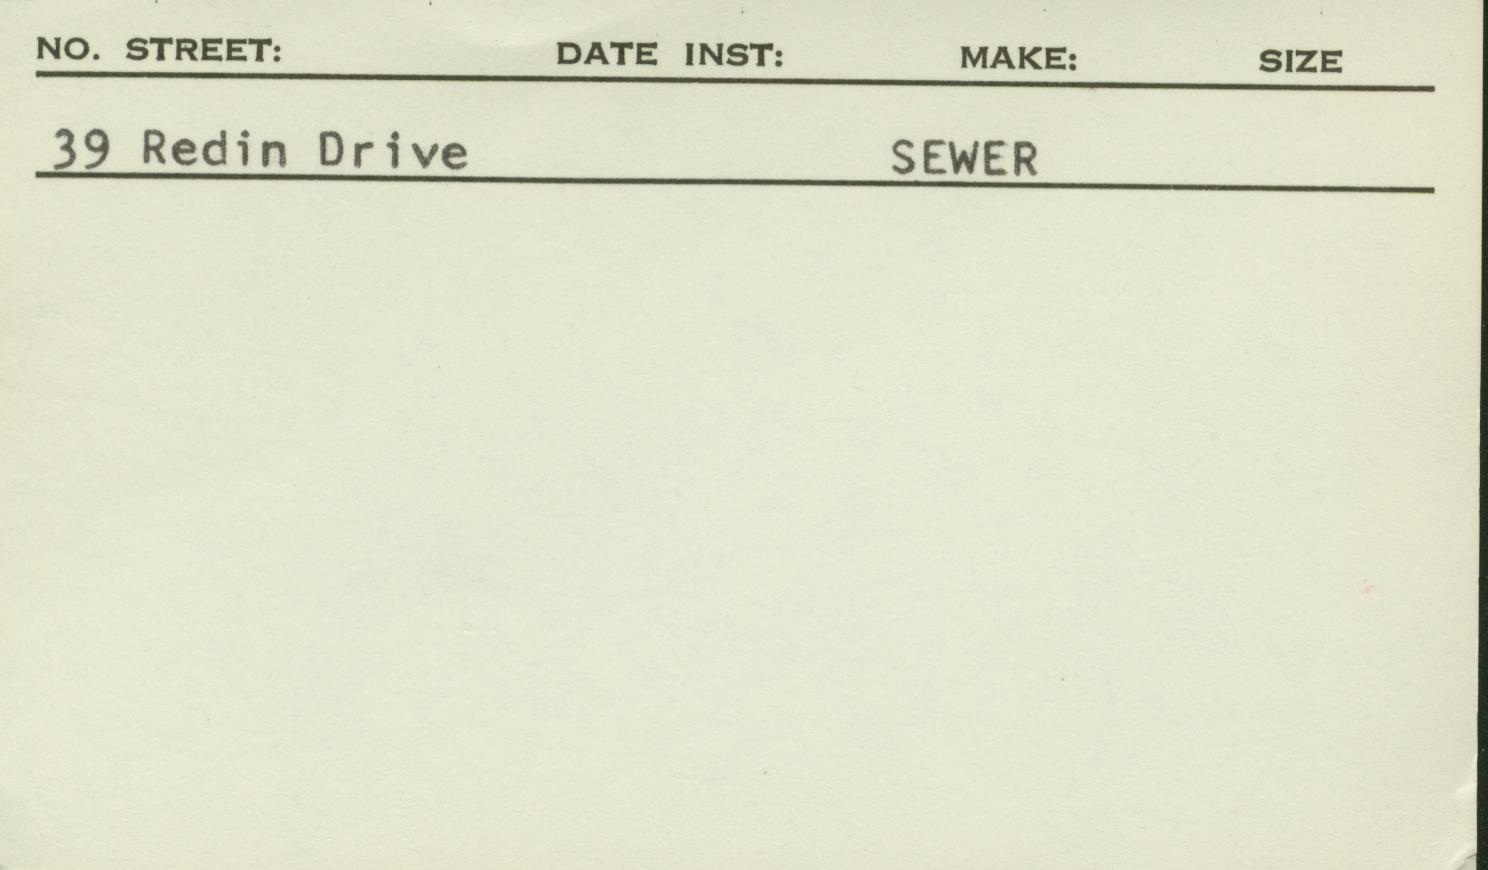 NO. STREET: DATE INST: MAKE: SIZE
39 Redin Drive SEWER